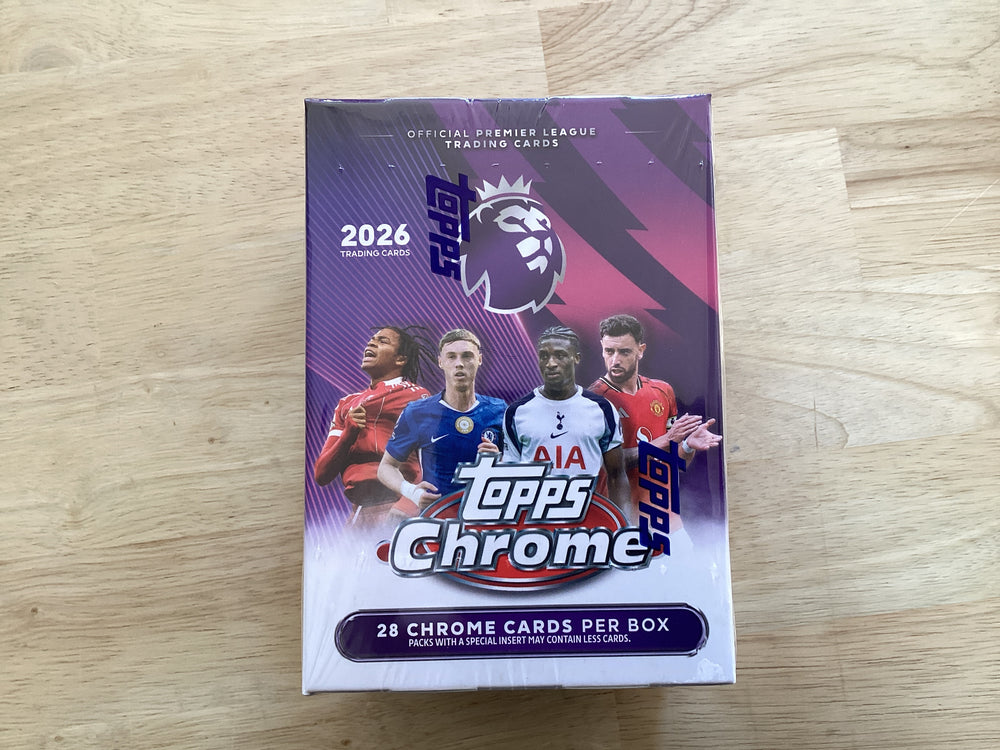 OFFICIAL PREMIER LEAGUE
TRADING CARDS
topps
2026
TRADING CARDS
AIA
topps
topps
Chrome
28 CHROME CARDS PER BOX
PACKS WITH A SPECIAL INSERT MAY CONTAIN LESS CARDS.